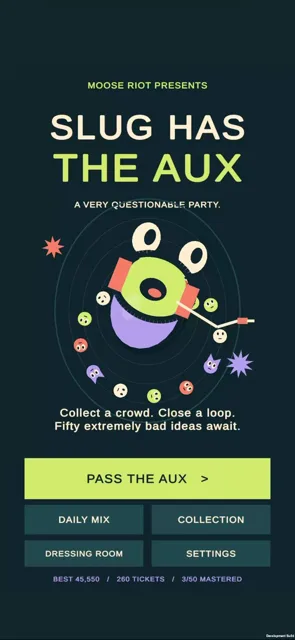 MOOSE RIOT PRESENTS
SLUG HAS
THE AUX
A VERY QUESTIONABLE PARTY.
Collect a crowd. Close a loop.
Fifty extremely bad ideas await.
PASS THE AUX >
DAILY MIX
COLLECTION
DRESSING ROOM
SETTINGS
BEST 45,550 / 260 TICKETS / 3/50 MASTERED
Development Build